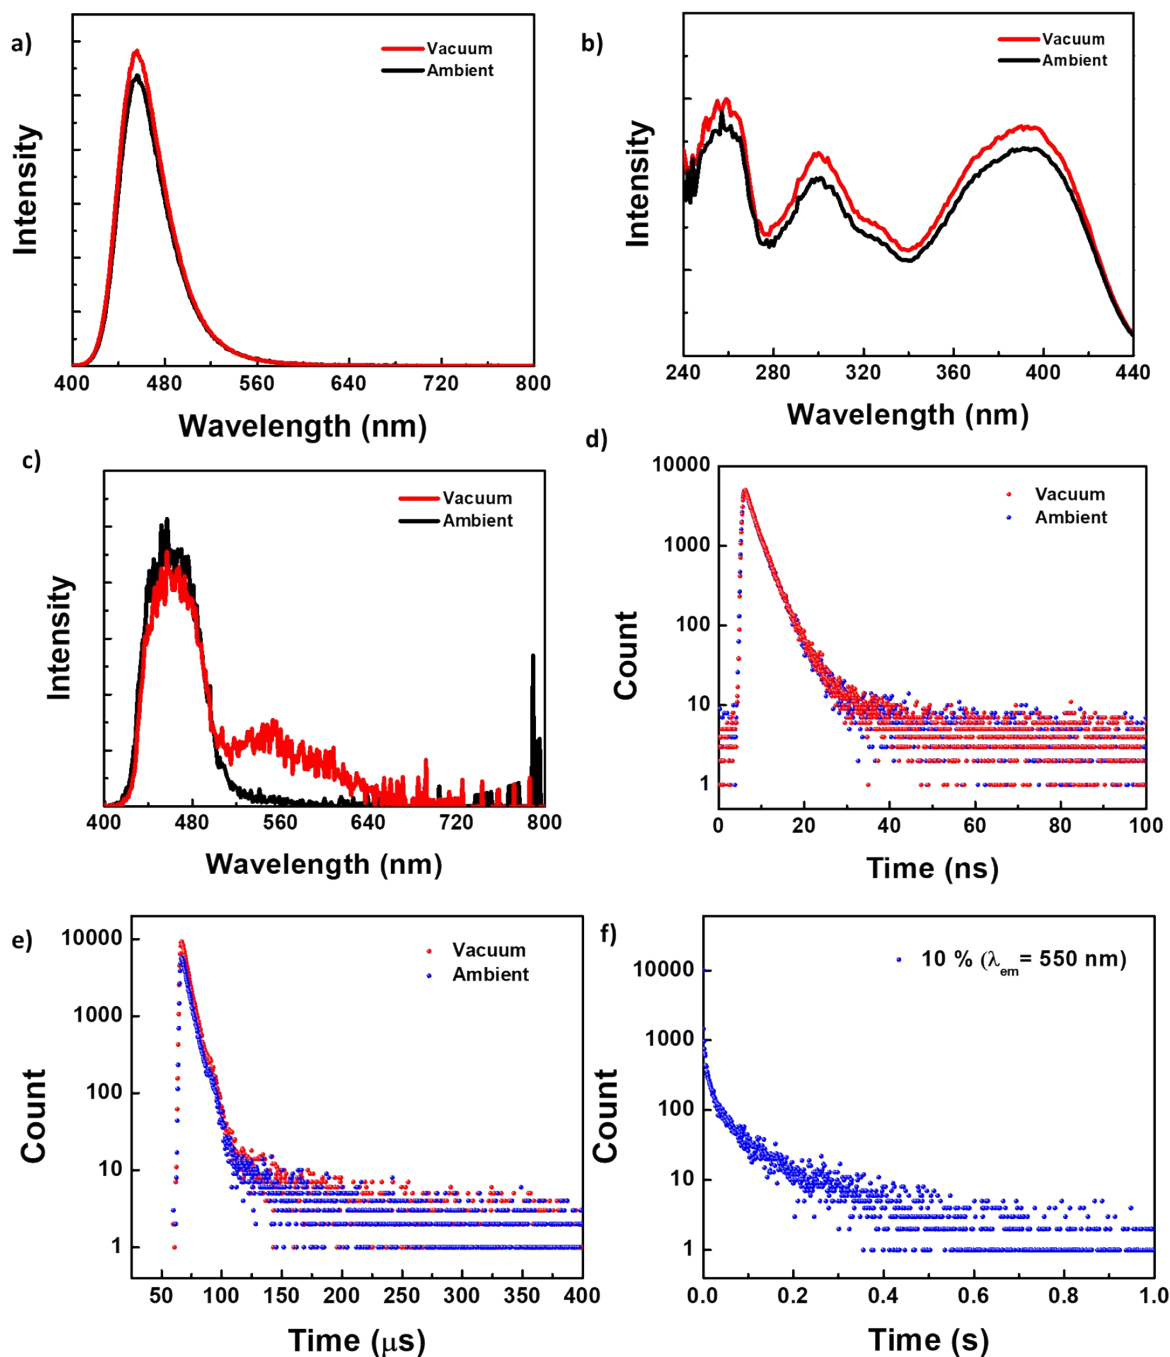 a)
Vacuum
Ambient
Intensity
400 480 560 640 720 800
Wavelength (nm)
b)
Vacuum
Ambient
Intensity
240 280 320 360 400 440
Wavelength (nm)
c)
Vacuum
Ambient
Intensity
400 480 560 640 720 800
Wavelength (nm)
d)
10000
1000
100
10
1
Vacuum
Ambient
Count
0 20 40 60 80 100
Time (ns)
e)
10000
1000
100
10
1
Vacuum
Ambient
Count
50 100 150 200 250 300 350 400
Time (μs)
f)
10000
1000
100
10
1
10 % (λem= 550 nm)
Count
0.0 0.2 0.4 0.6 0.8 1.0
Time (s)